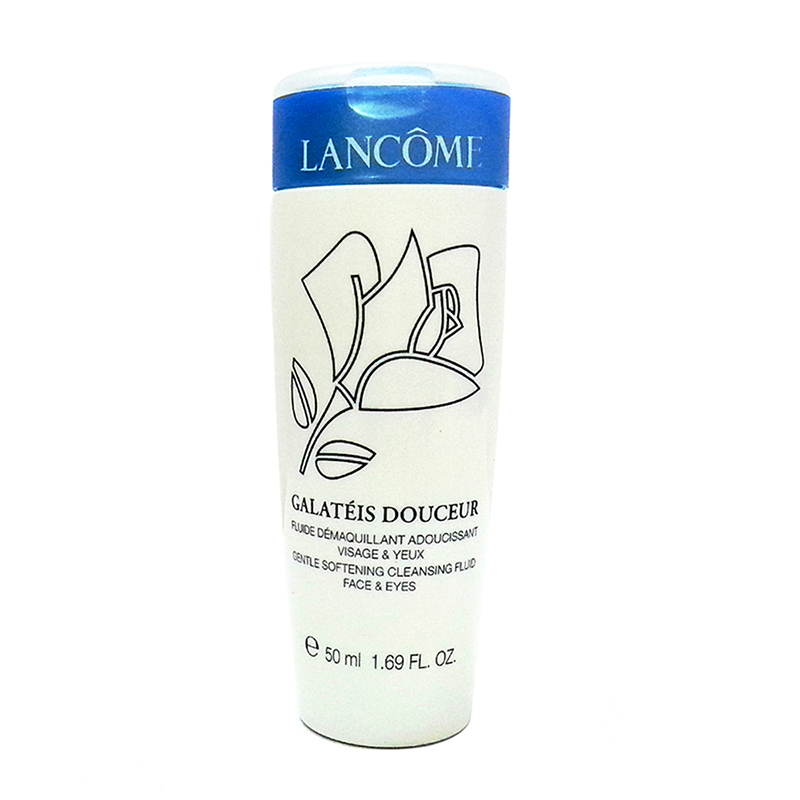 LANCÔME
GALATÉIS DOUCEUR
FLUIDE DÉMAQUILLANT ADOUCISSANT
VISAGE & YEUX
GENTLE SOFTENING CLEANSING FLUID
FACE & EYES
℮ 50 ml 1.69 FL. OZ.